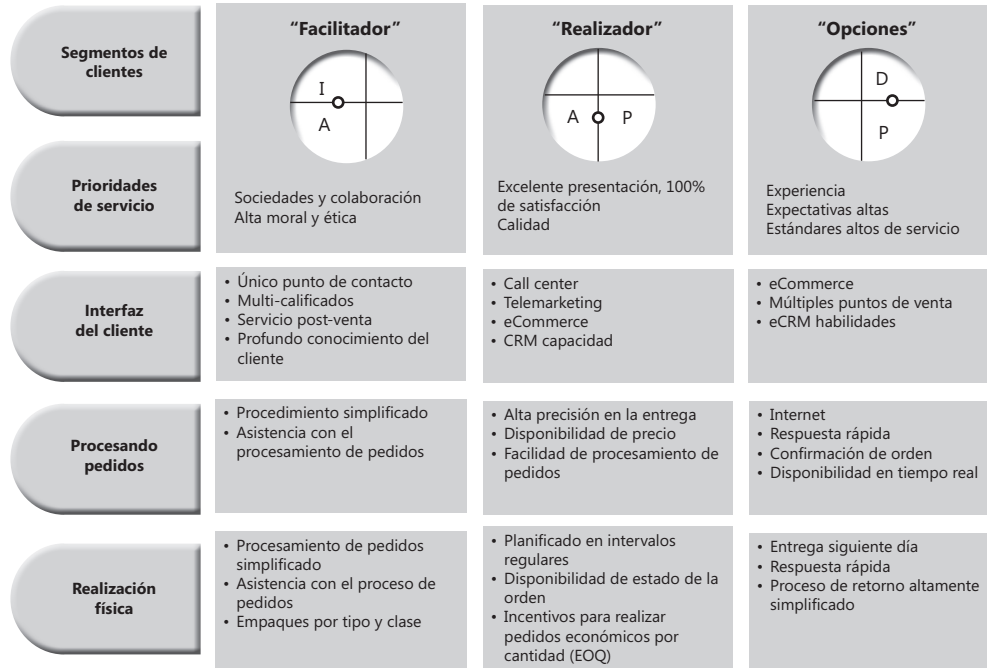 Segmentos de
clientes
“Facilitador”
I
A
“Realizador”
A P
“Opciones”
D
P
Prioridades
de servicio
Sociedades y colaboración
Alta moral y ética
Excelente presentación, 100%
de satisfacción
Calidad
Experiencia
Expectativas altas
Estándares altos de servicio
Interfaz
del cliente
• Único punto de contacto
• Multi-calificados
• Servicio post-venta
• Profundo conocimiento del
cliente
• Call center
• Telemarketing
• eCommerce
• CRM capacidad
• eCommerce
• Múltiples puntos de venta
• eCRM habilidades
Procesando
pedidos
• Procedimiento simplificado
• Asistencia con el
procesamiento de pedidos
• Alta precisión en la entrega
• Disponibilidad de precio
• Facilidad de procesamiento de
pedidos
• Internet
• Respuesta rápida
• Confirmación de orden
• Disponibilidad en tiempo real
Realización
física
• Procesamiento de pedidos
simplificado
• Asistencia con el proceso de
pedidos
• Empaques por tipo y clase
• Planificado en intervalos
regulares
• Disponibilidad de estado de la
orden
• Incentivos para realizar
pedidos económicos por
cantidad (EOQ)
• Entrega siguiente día
• Respuesta rápida
• Proceso de retorno altamente
simplificado